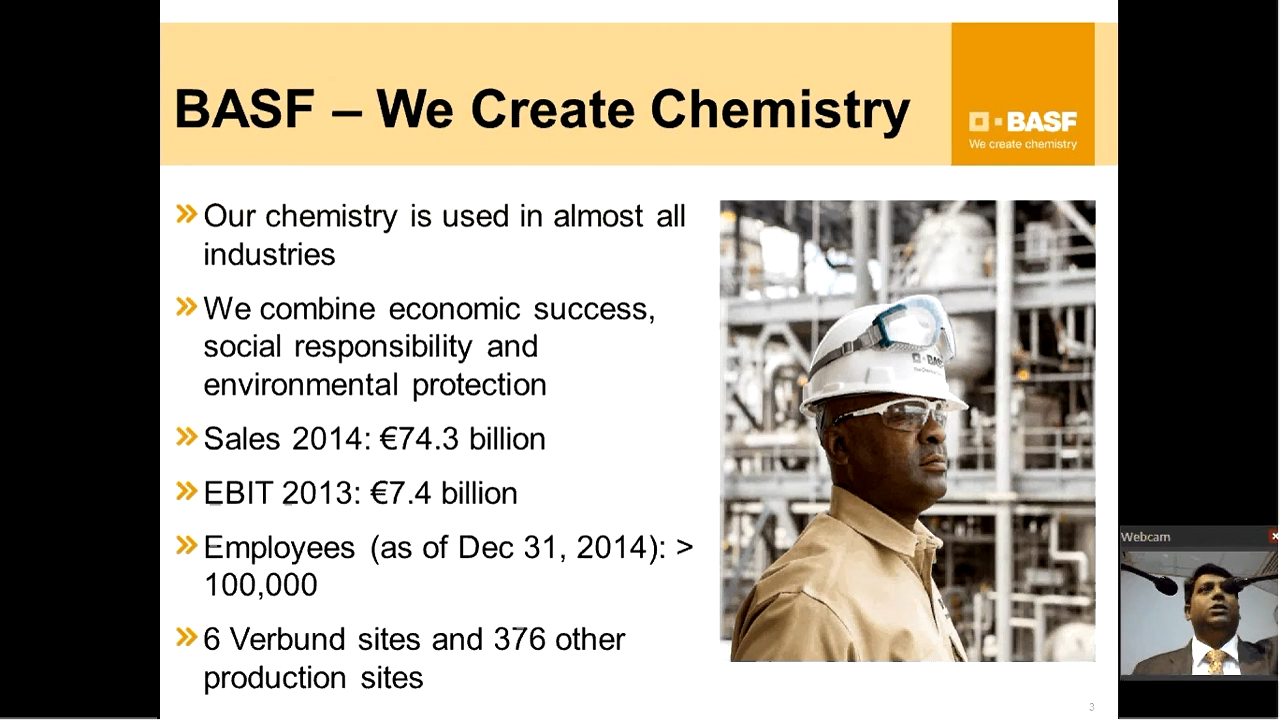 BASF – We Create Chemistry
BASF
We create chemistry
Our chemistry is used in almost all
industries
We combine economic success,
social responsibility and
environmental protection
Sales 2014: €74.3 billion
EBIT 2013: €7.4 billion
Employees (as of Dec 31, 2014): >
100,000
6 Verbund sites and 376 other
production sites
BASF
3
Webcam